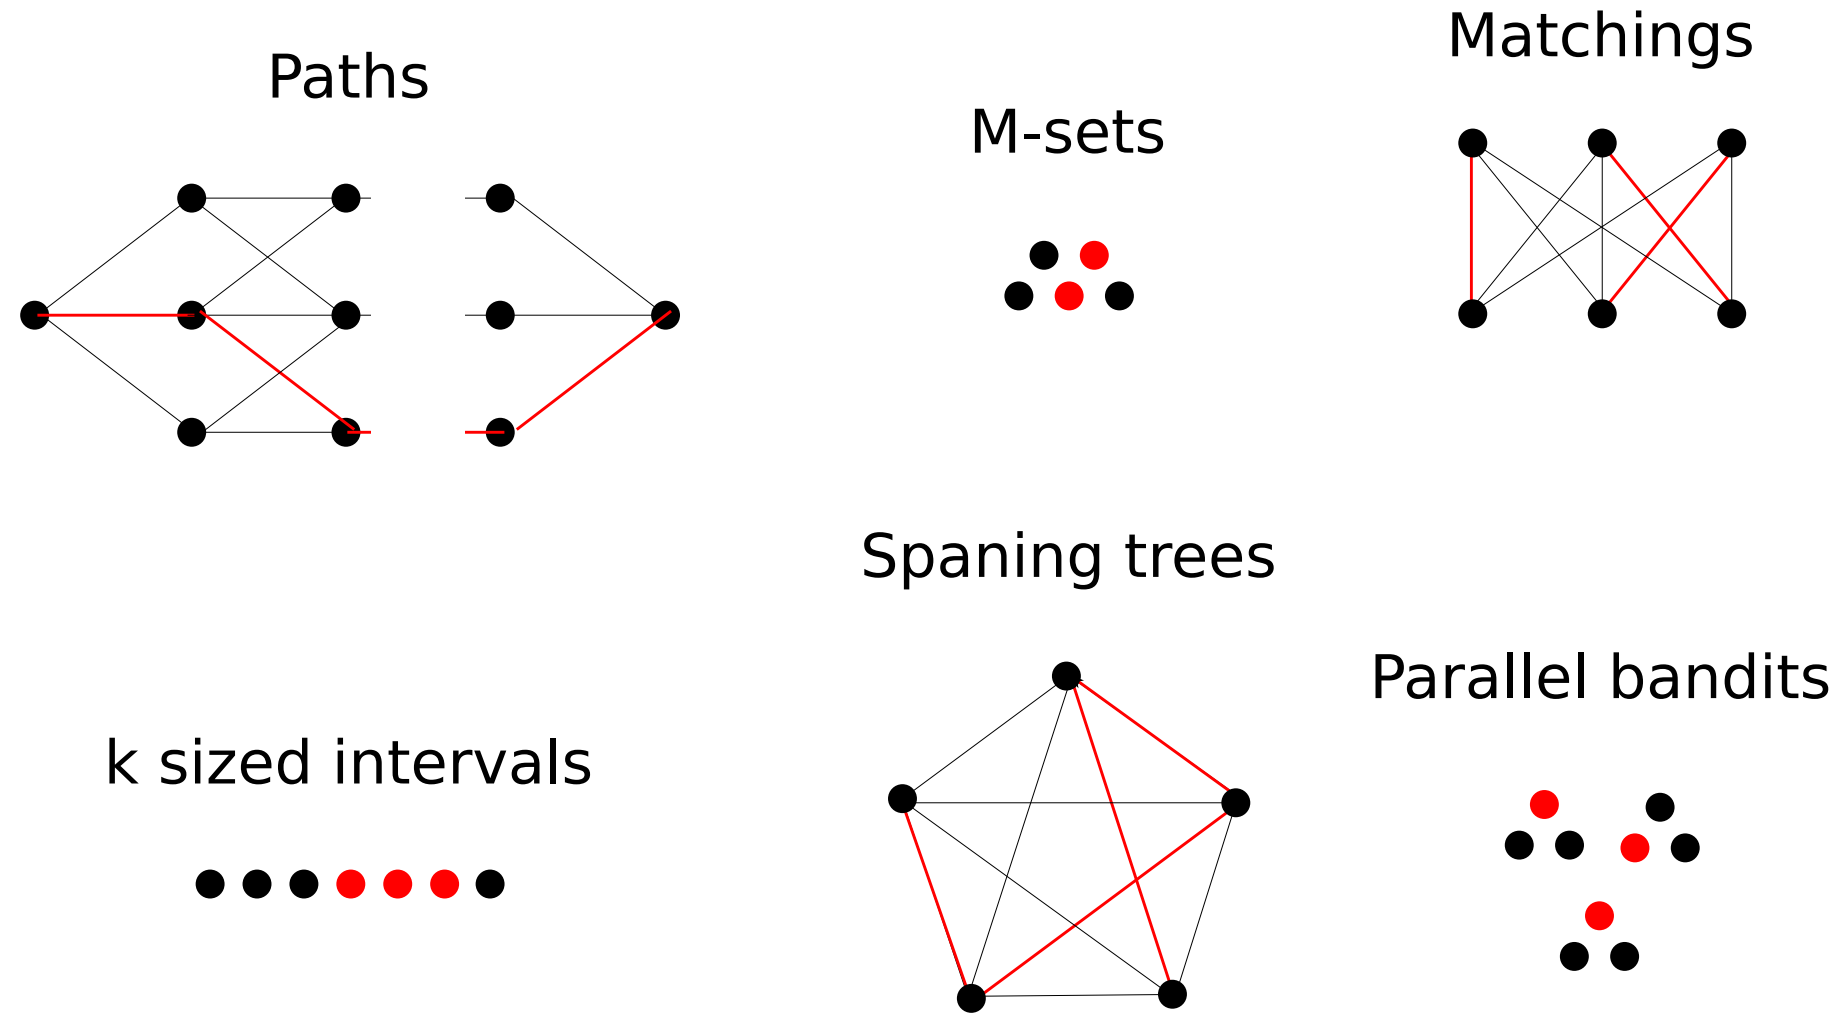 Paths
M-sets
Matchings
k sized intervals
Spaning trees
Parallel bandits